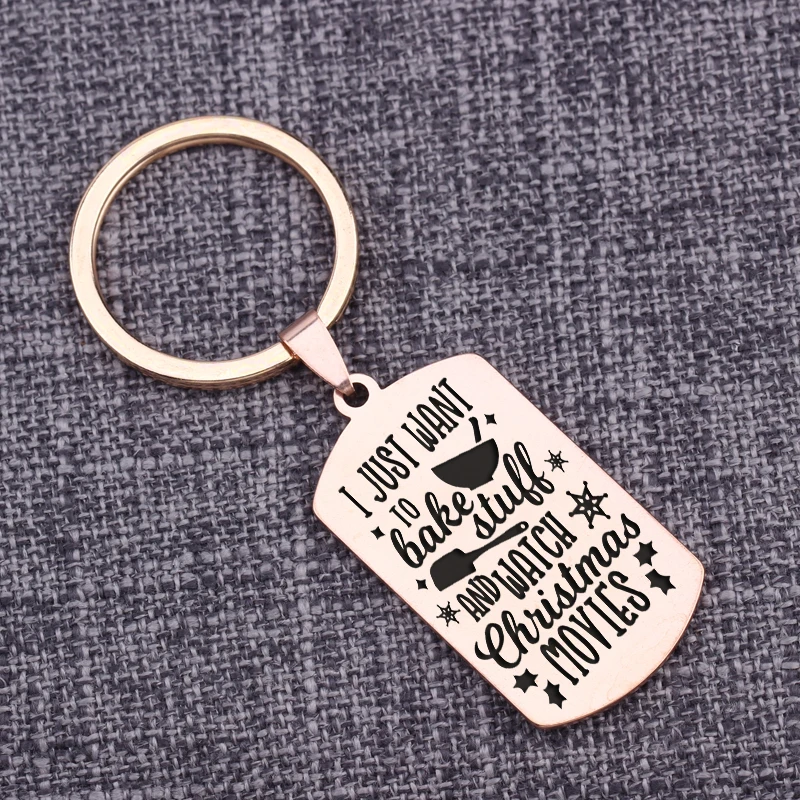 I JUST WANT
TO
bake stuff
AND WATCH
Christmas
MOVIES